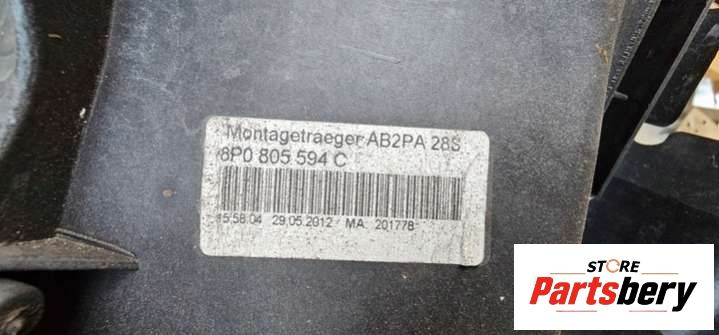 Montagetraeger AB2PA 28S
8P0 805 594 C
15:58:04 29.05.2012 MA: 201778
STORE
Partsbery